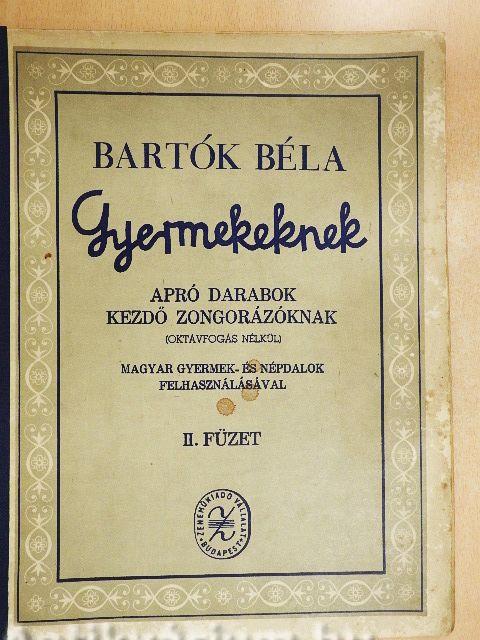 BARTÓK BÉLA
Gyermekeknek
APRÓ DARABOK
KEZDŐ ZONGORÁZÓKNAK
(OKTÁVFOGÁS NÉLKÜL)
MAGYAR GYERMEK- ÉS NÉPDALOK
FELHASZNÁLÁSÁVAL
II. FÜZET
ZENEMŰKIADÓ VÁLLALAT
BUDAPEST